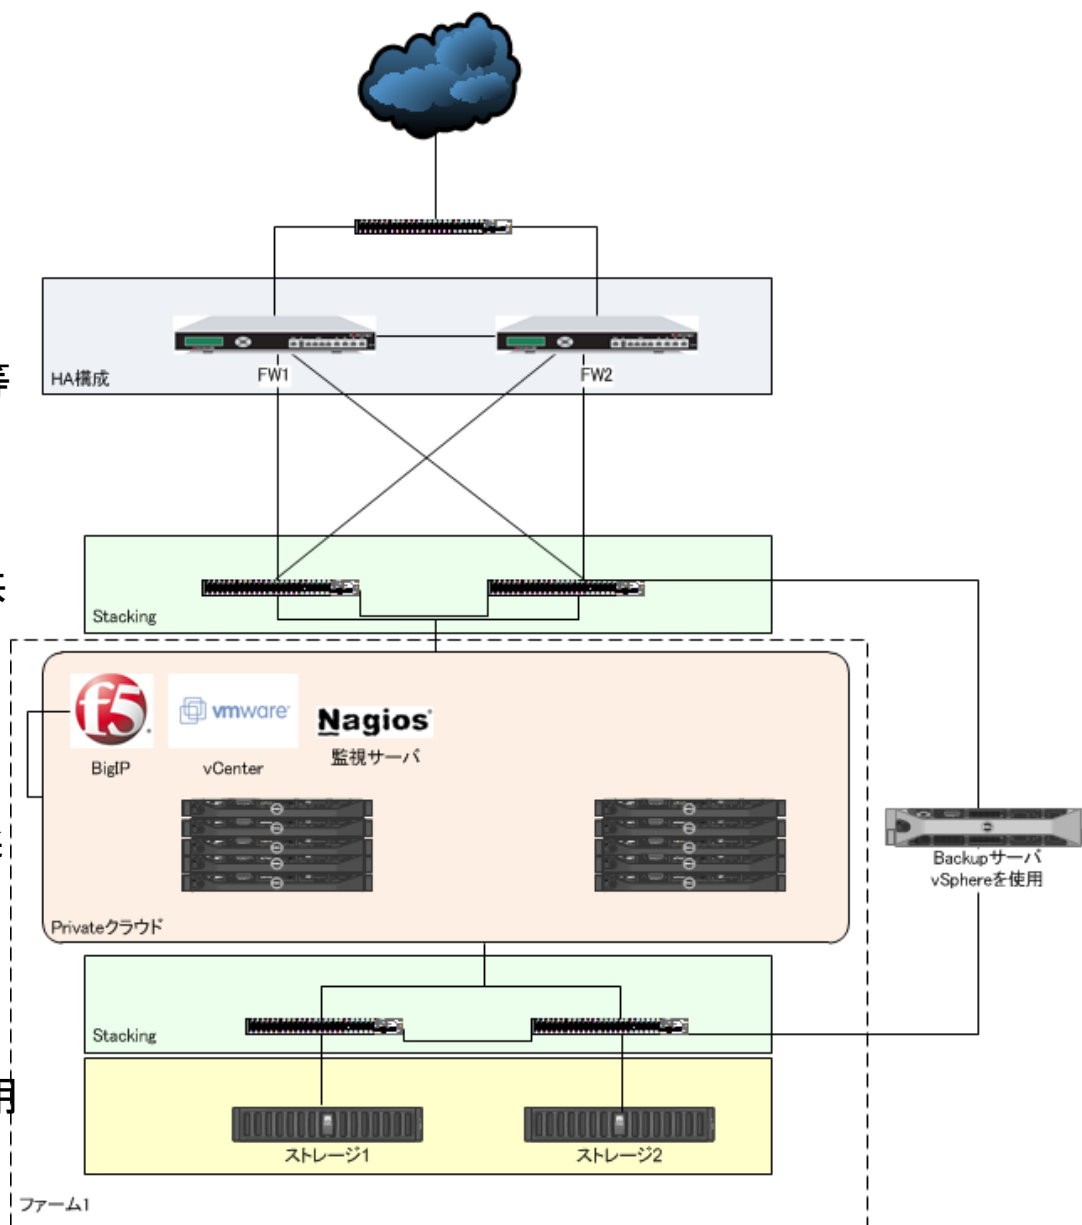 FW1
FW2
HA構成
等
Stacking
f5
vmware
Nagios
BigIP
vCenter
監視サーバ
Backupサーバ
vSphereを使用
Privateクラウド
Stacking
用
ストレージ1
ストレージ2
ファーム1